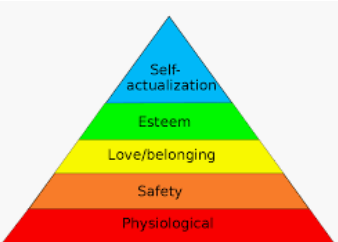 Self-
actualization
Esteem
Love/belonging
Safety
Physiological